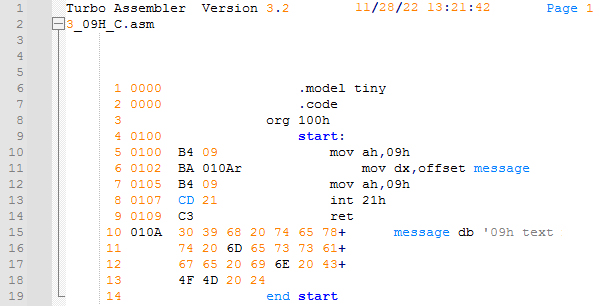 1 Turbo Assembler Version 3.2 11/28/22 13:21:42 Page 1
2 3_09H_C.asm
3
4
5
6 1 0000 .model tiny
7 2 0000 .code
8 3 org 100h
9 4 0100 start:
10 5 0100 B4 09 mov ah,09h
11 6 0102 BA 010Ar mov dx,offset message
12 7 0105 B4 09 mov ah,09h
13 8 0107 CD 21 int 21h
14 9 0109 C3 ret
15 10 010A 30 39 68 20 74 65 78+ message db '09h text
16 11 74 20 6D 65 73 73 61+
17 12 67 65 20 69 6E 20 43+
18 13 4F 4D 20 24
19 14 end start